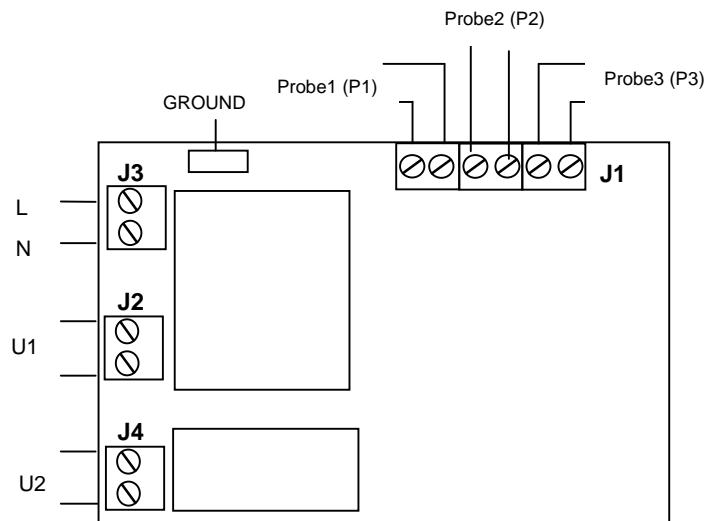 Probe2 (P2)
Probe1 (P1)
Probe3 (P3)
GROUND
J3
J1
L
N
J2
U1
J4
U2